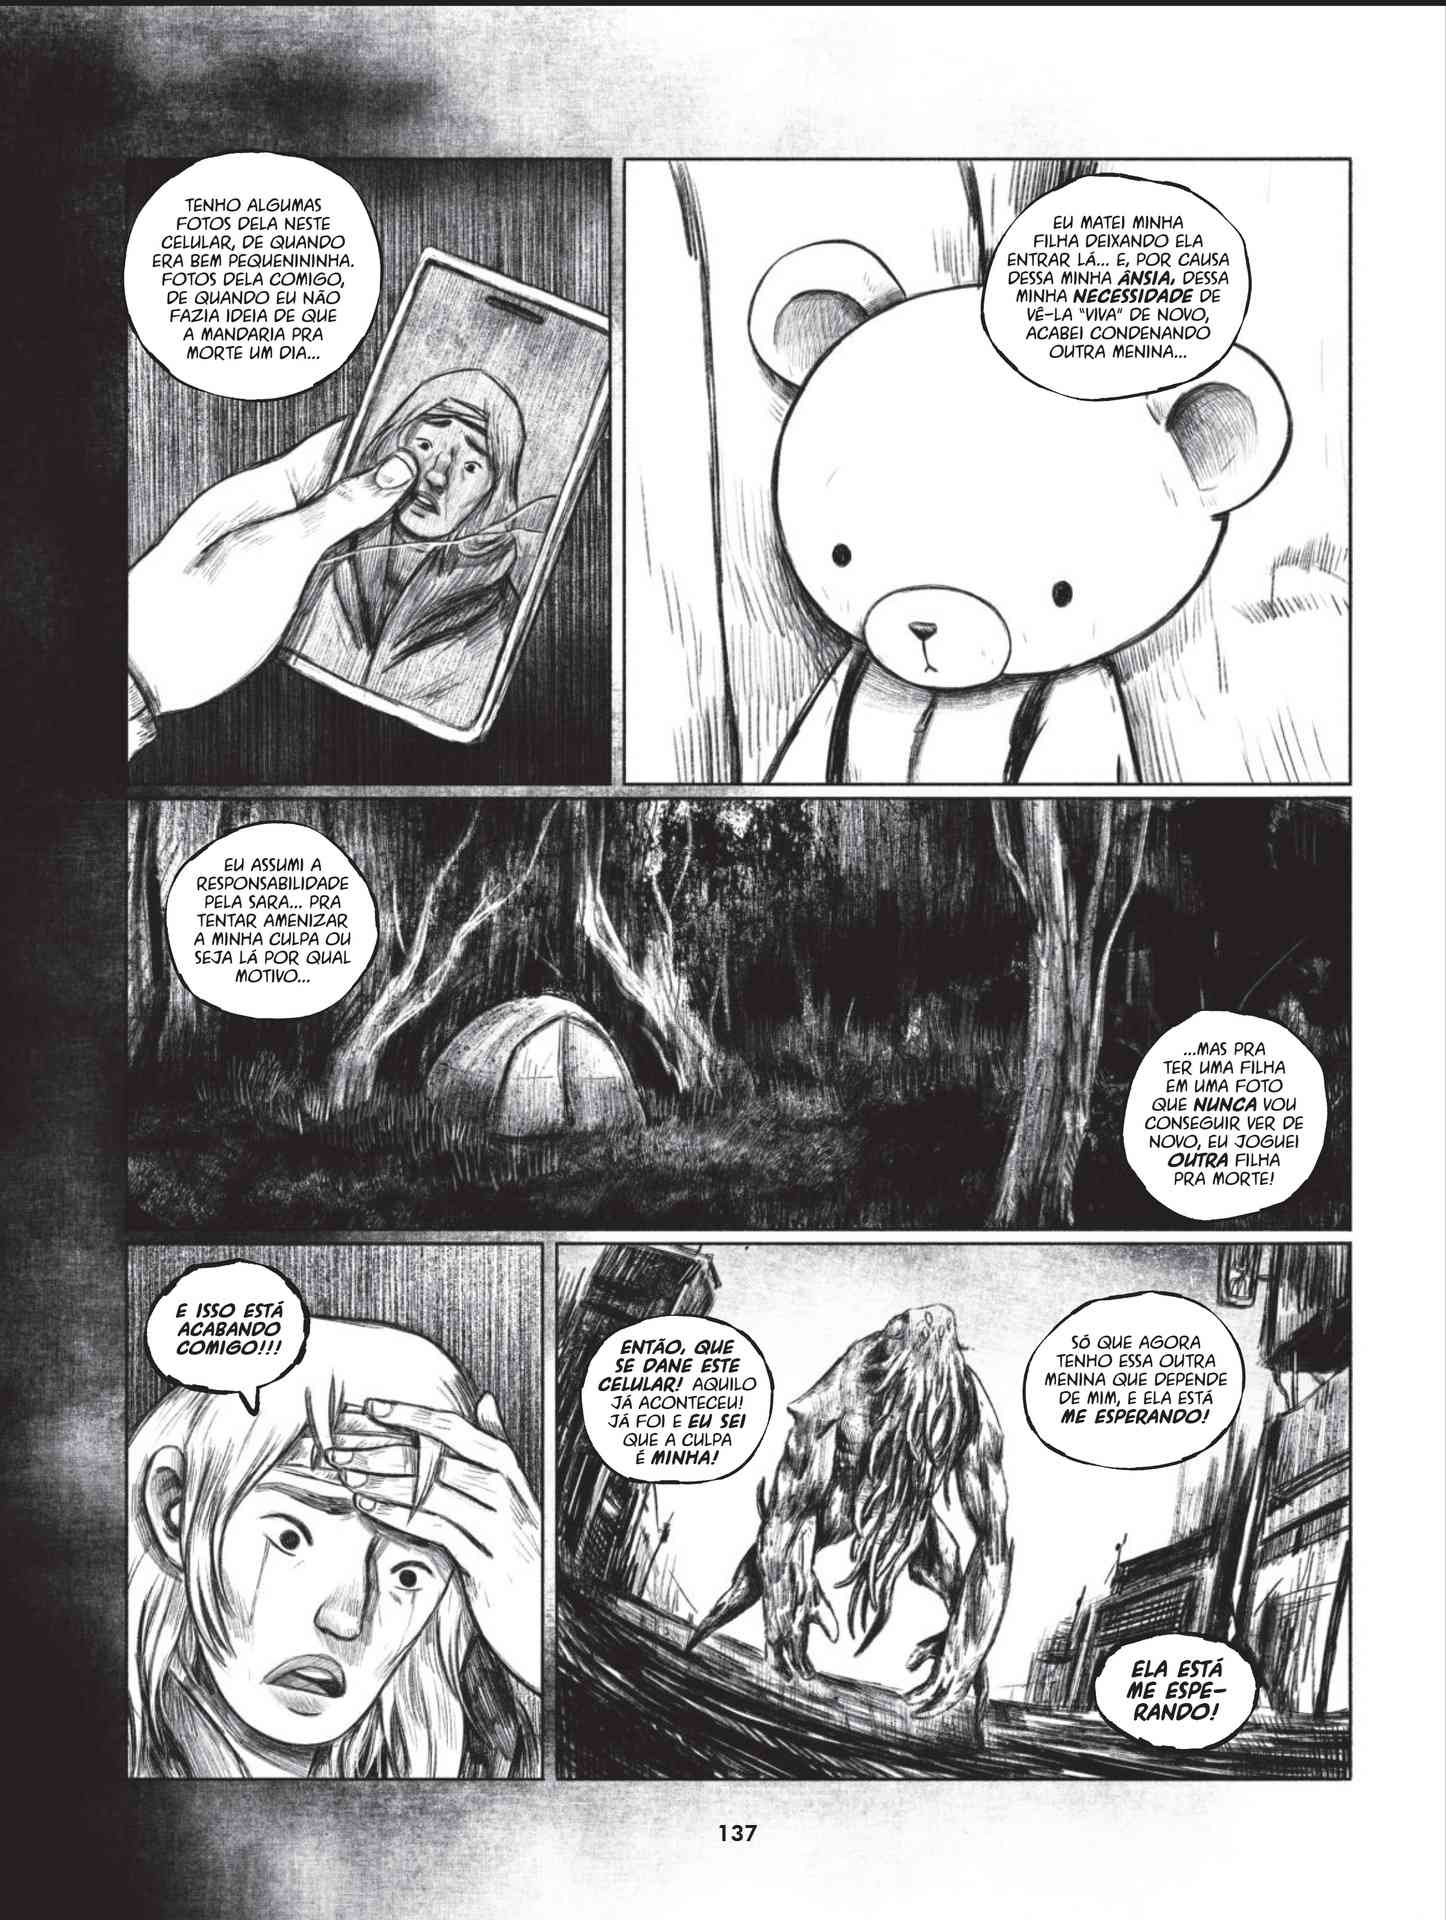 TENHO ALGUMAS
FOTOS DELA NESTE
CELULAR, DE QUANDO
ERA BEM PEQUENININHA.
FOTOS DELA COMIGO,
DE QUANDO EU NÃO
FAZIA IDEIA DE QUE
A MANDARIA PRA
MORTE UM DIA...
EU MATEI MINHA
FILHA DEIXANDO ELA
ENTRAR LÁ... E, POR CAUSA
DESSA MINHA ÂNSIA, DESSA
MINHA NECESSIDADE DE
VÊ-LA "VIVA" DE NOVO,
ACABEI CONDENANDO
OUTRA MENINA...
EU ASSUMI A
RESPONSABILIDADE
PELA SARA... PRA
TENTAR AMENIZAR
A MINHA CULPA OU
SEJA LÁ POR QUAL
MOTIVO...
...MAS PRA
TER UMA FILHA
EM UMA FOTO
QUE NUNCA VOU
CONSEGUIR VER DE
NOVO, EU JOGUEI
OUTRA FILHA
PRA MORTE!
E ISSO ESTÁ
ACABANDO
COMIGO!!!
ENTÃO, QUE
SE DANE ESTE
CELULAR! AQUILO
JÁ ACONTECEU!
JÁ FOI E EU SEI
QUE A CULPA
É MINHA!
SÓ QUE AGORA
TENHO ESSA OUTRA
MENINA QUE DEPENDE
DE MIM, E ELA ESTÁ
ME ESPERANDO!
ELA ESTÁ
ME ESPE-
RANDO!
137